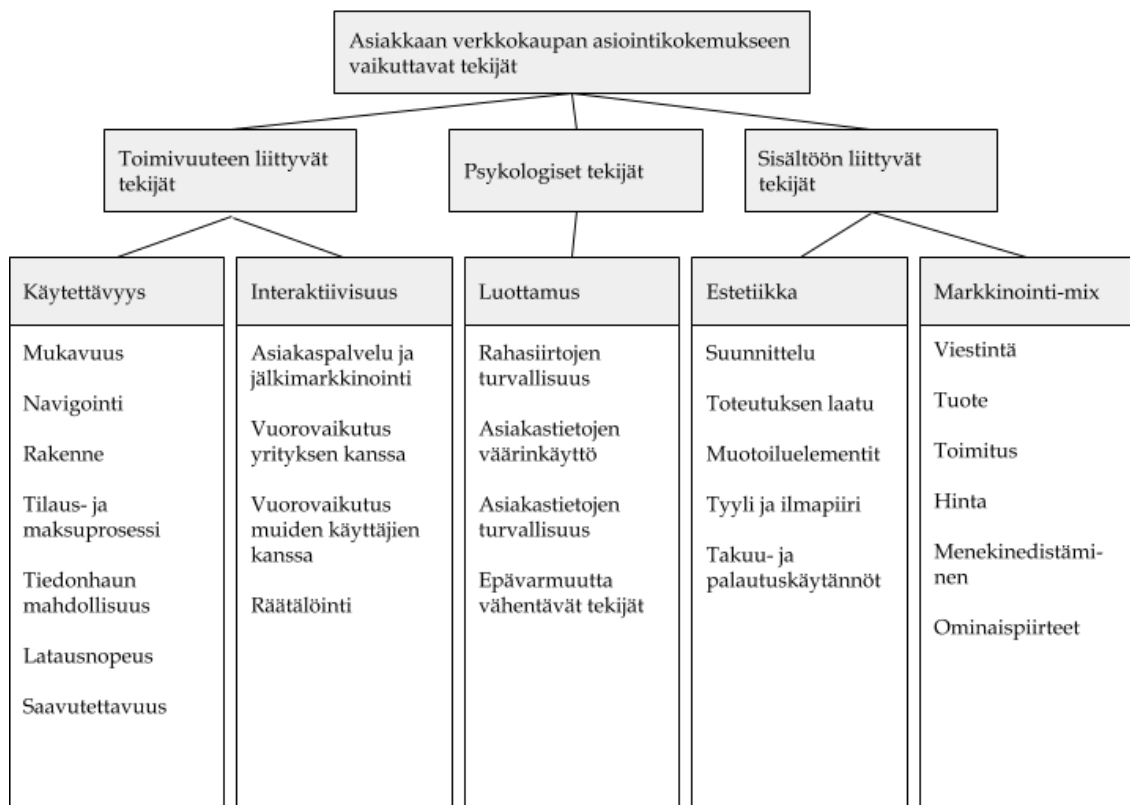 Asiakkaan verkkokaupan asiointikokemukseen
vaikuttavat tekijät
Toimivuuteen liittyvät
tekijät
Psykologiset tekijät
Sisältöön liittyvät
tekijät
Käytettävyys
Mukavuus
Navigointi
Rakenne
Tilaus- ja
maksuprosessi
Tiedonhaun
mahdollisuus
Latausnopeus
Saavutettavuus
Interaktiivisuus
Asiakaspalvelu ja
jälkimarkkinointi
Vuorovaikutus
yrityksen kanssa
Vuorovaikutus
muiden käyttäjien
kanssa
Räätälöinti
Luottamus
Rahasiirtojen
turvallisuus
Asiakastietojen
väärinkäyttö
Asiakastietojen
turvallisuus
Epävarmuutta
vähentävät tekijät
Estetiikka
Suunnittelu
Toteutuksen laatu
Muotoiluelementit
Tyyli ja ilmapiiri
Takuu- ja
palautuskäytännöt
Markkinointi-mix
Viestintä
Tuote
Toimitus
Hinta
Menekinedistämi-
nen
Ominaispiirteet